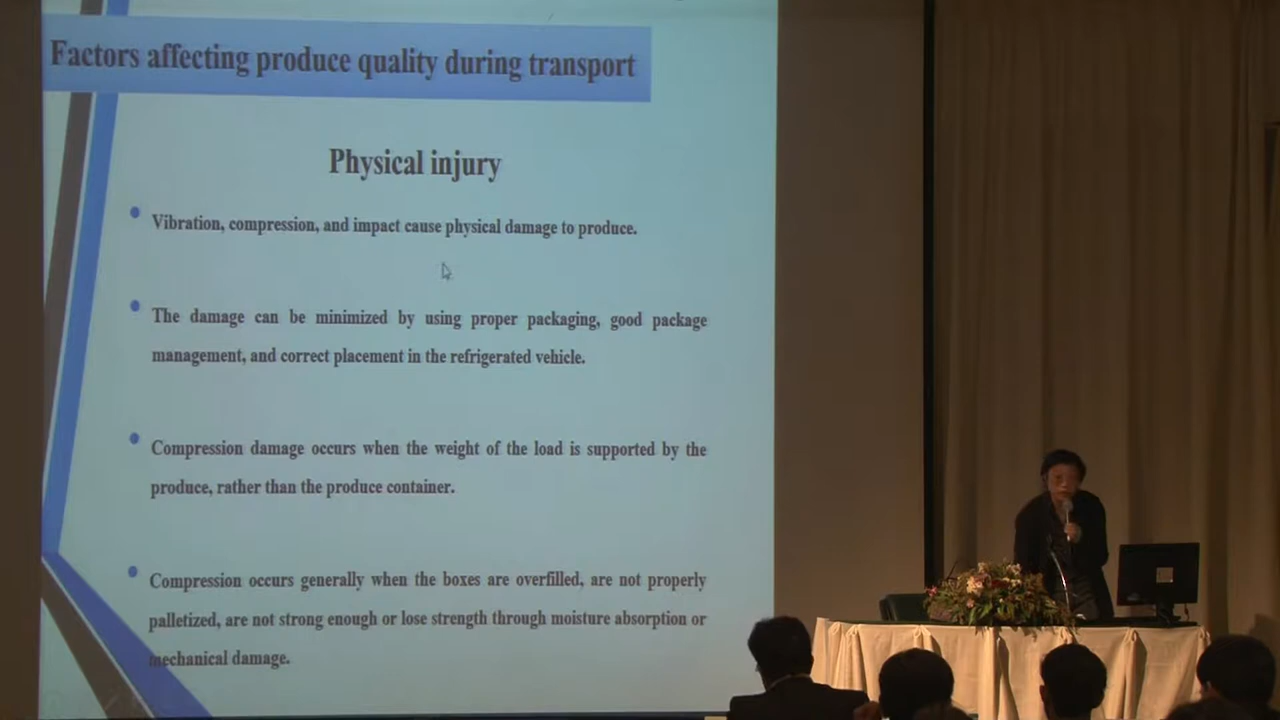 Factors affecting produce quality during transport
Physical injury
Vibration, compression, and impact cause physical damage to produce.
The damage can be minimized by using proper packaging, good package
management, and correct placement in the refrigerated vehicle.
Compression damage occurs when the weight of the load is supported by the
produce, rather than the produce container.
Compression occurs generally when the boxes are overfilled, are not properly
palletized, are not strong enough or lose strength through moisture absorption or
mechanical damage.